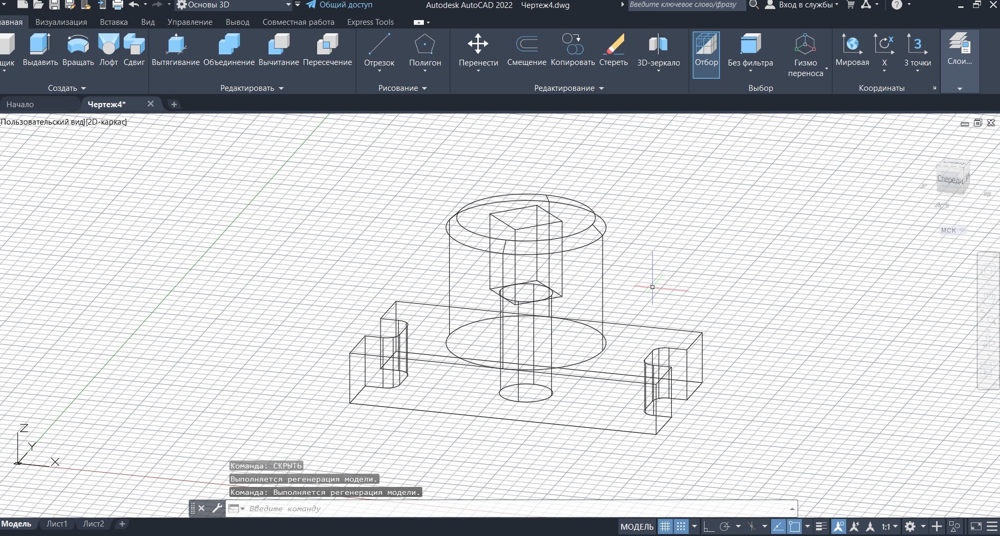 Основы 3D
Общий доступ
Autodesk AutoCAD 2022 Чертеж4.dwg
Введите ключевое слово/фразу
Вход в службы
авная Визуализация Вставка Вид Управление Вывод Совместная работа Express Tools
щик Выдавить Вращать Лофт Сдвиг Вытягивание Объединение Вычитание Пересечение Отрезок Полигон Перенести Смещение Копировать Стереть 3D-зеркало Отбор Без фильтра Гизмо переноса Мировая X 3 точки Слои...
Создать Редактировать Рисование Редактирование Выбор Координаты
Начало Чертеж4*
[Пользовательский вид][2D-каркас]
Спереди
МСК
Z
Y
X
Команда: СКРЫТЬ
Выполняется регенерация модели.
Команда: Выполняется регенерация модели.
Введите команду
Модель Лист1 Лист2
МОДЕЛЬ 1:1